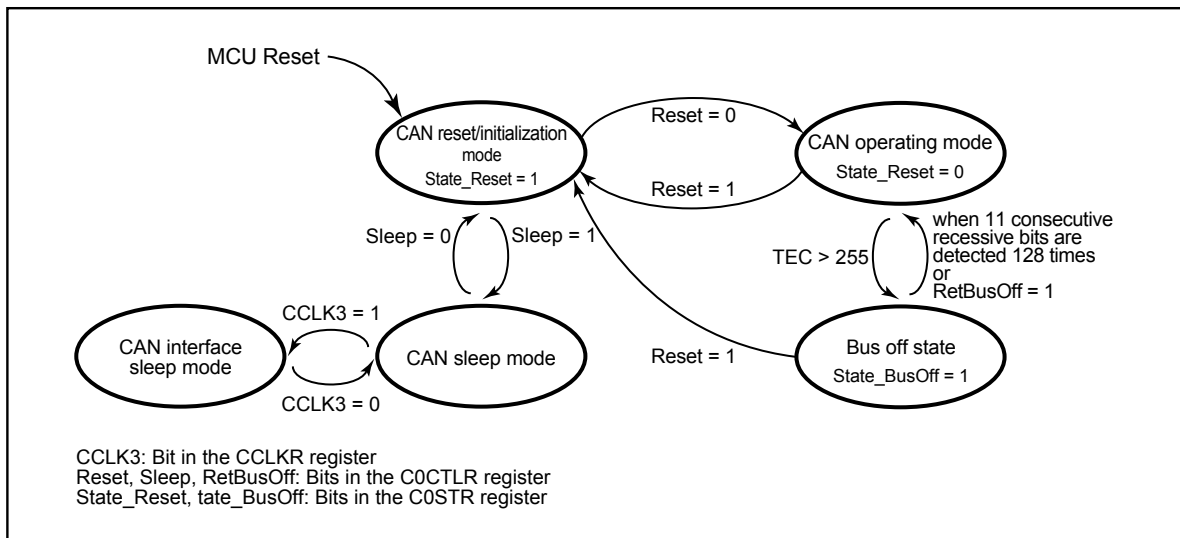 MCU Reset
CAN reset/initialization
mode
State_Reset = 1
Reset = 0
CAN operating mode
State_Reset = 0
Reset = 1
Sleep = 0
Sleep = 1
TEC > 255
when 11 consecutive
recessive bits are
detected 128 times
or
RetBusOff = 1
CCLK3 = 1
CAN interface
sleep mode
CAN sleep mode
CCLK3 = 0
Reset = 1
Bus off state
State_BusOff = 1
CCLK3: Bit in the CCLKR register
Reset, Sleep, RetBusOff: Bits in the C0CTLR register
State_Reset, tate_BusOff: Bits in the C0STR register